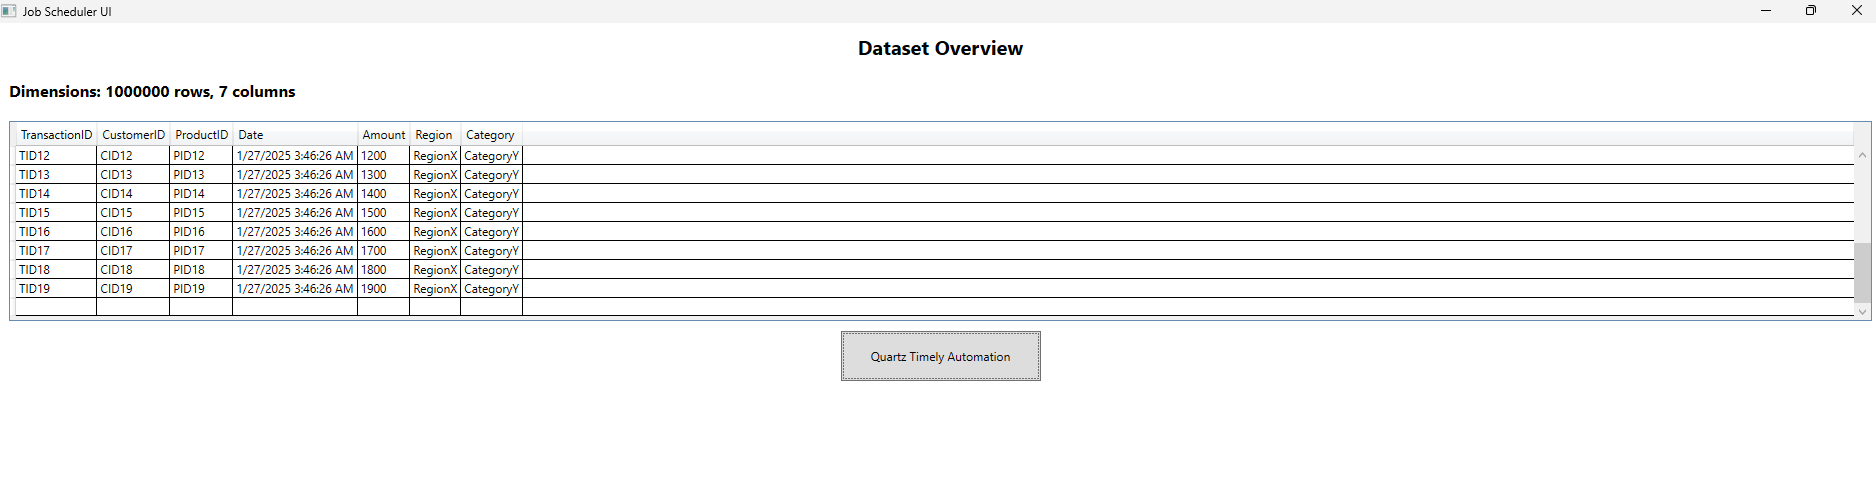 Job Scheduler UI
Dataset Overview
Dimensions: 1000000 rows, 7 columns
TransactionID CustomerID ProductID Date Amount Region Category
TID12 CID12 PID12 1/27/2025 3:46:26 AM 1200 RegionX CategoryY
TID13 CID13 PID13 1/27/2025 3:46:26 AM 1300 RegionX CategoryY
TID14 CID14 PID14 1/27/2025 3:46:26 AM 1400 RegionX CategoryY
TID15 CID15 PID15 1/27/2025 3:46:26 AM 1500 RegionX CategoryY
TID16 CID16 PID16 1/27/2025 3:46:26 AM 1600 RegionX CategoryY
TID17 CID17 PID17 1/27/2025 3:46:26 AM 1700 RegionX CategoryY
TID18 CID18 PID18 1/27/2025 3:46:26 AM 1800 RegionX CategoryY
TID19 CID19 PID19 1/27/2025 3:46:26 AM 1900 RegionX CategoryY
Quartz Timely Automation